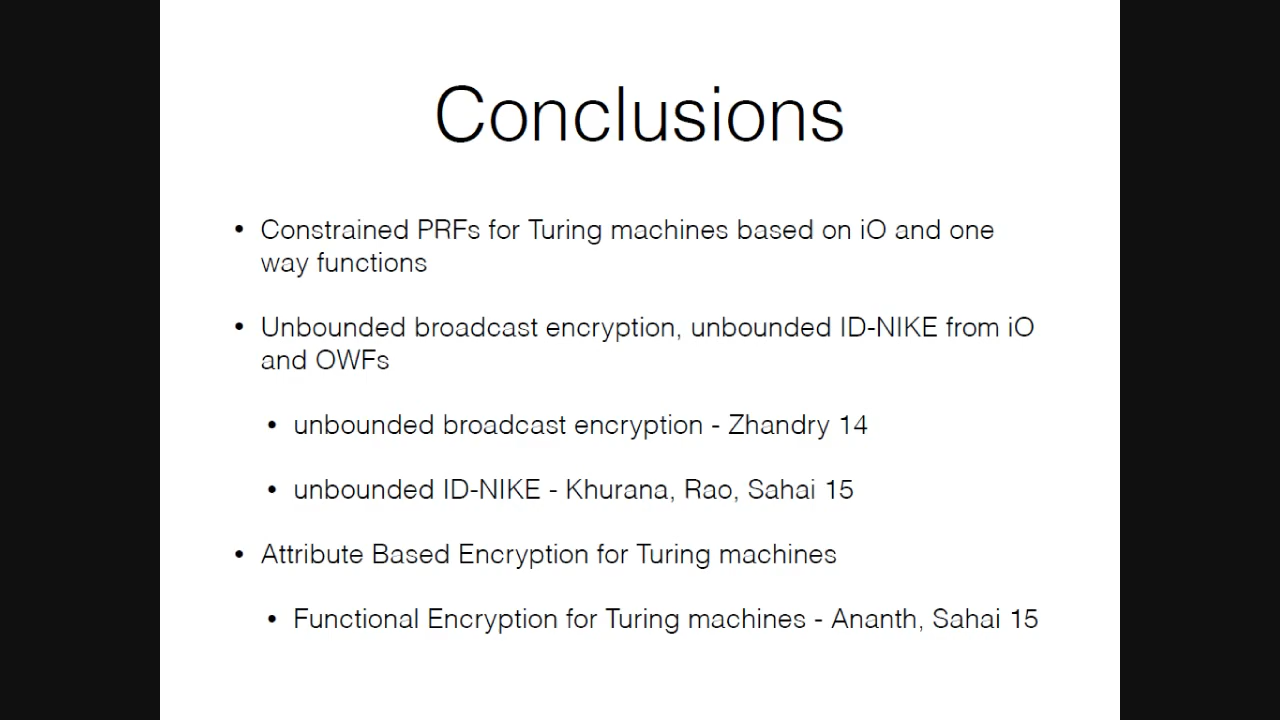 Conclusions
• Constrained PRFs for Turing machines based on iO and one
way functions
• Unbounded broadcast encryption, unbounded ID-NIKE from iO
and OWFs
• unbounded broadcast encryption - Zhandry 14
• unbounded ID-NIKE - Khurana, Rao, Sahai 15
• Attribute Based Encryption for Turing machines
• Functional Encryption for Turing machines - Ananth, Sahai 15